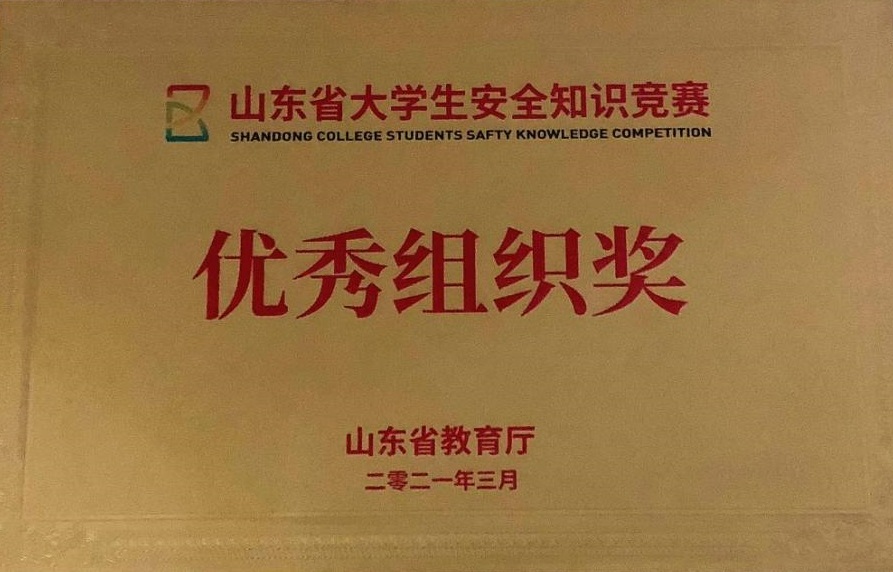 山东省大学生安全知识竞赛
SHANDONG COLLEGE STUDENTS SAFTY KNOWLEDGE COMPETITION
优秀组织奖
山东省教育厅
二零二一年三月